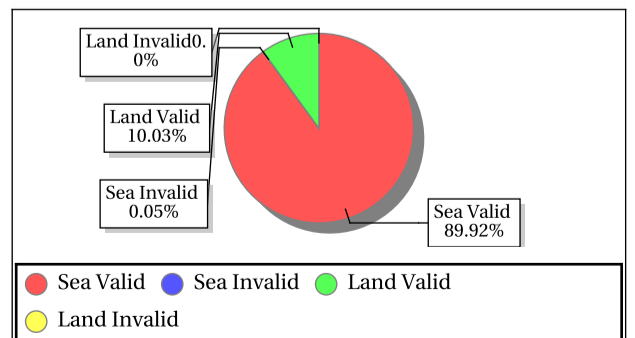 Land Invalid0.
0%
Land Valid
10.03%
Sea Invalid
0.05%
Sea Valid
89.92%
Sea Valid Sea Invalid Land Valid
Land Invalid